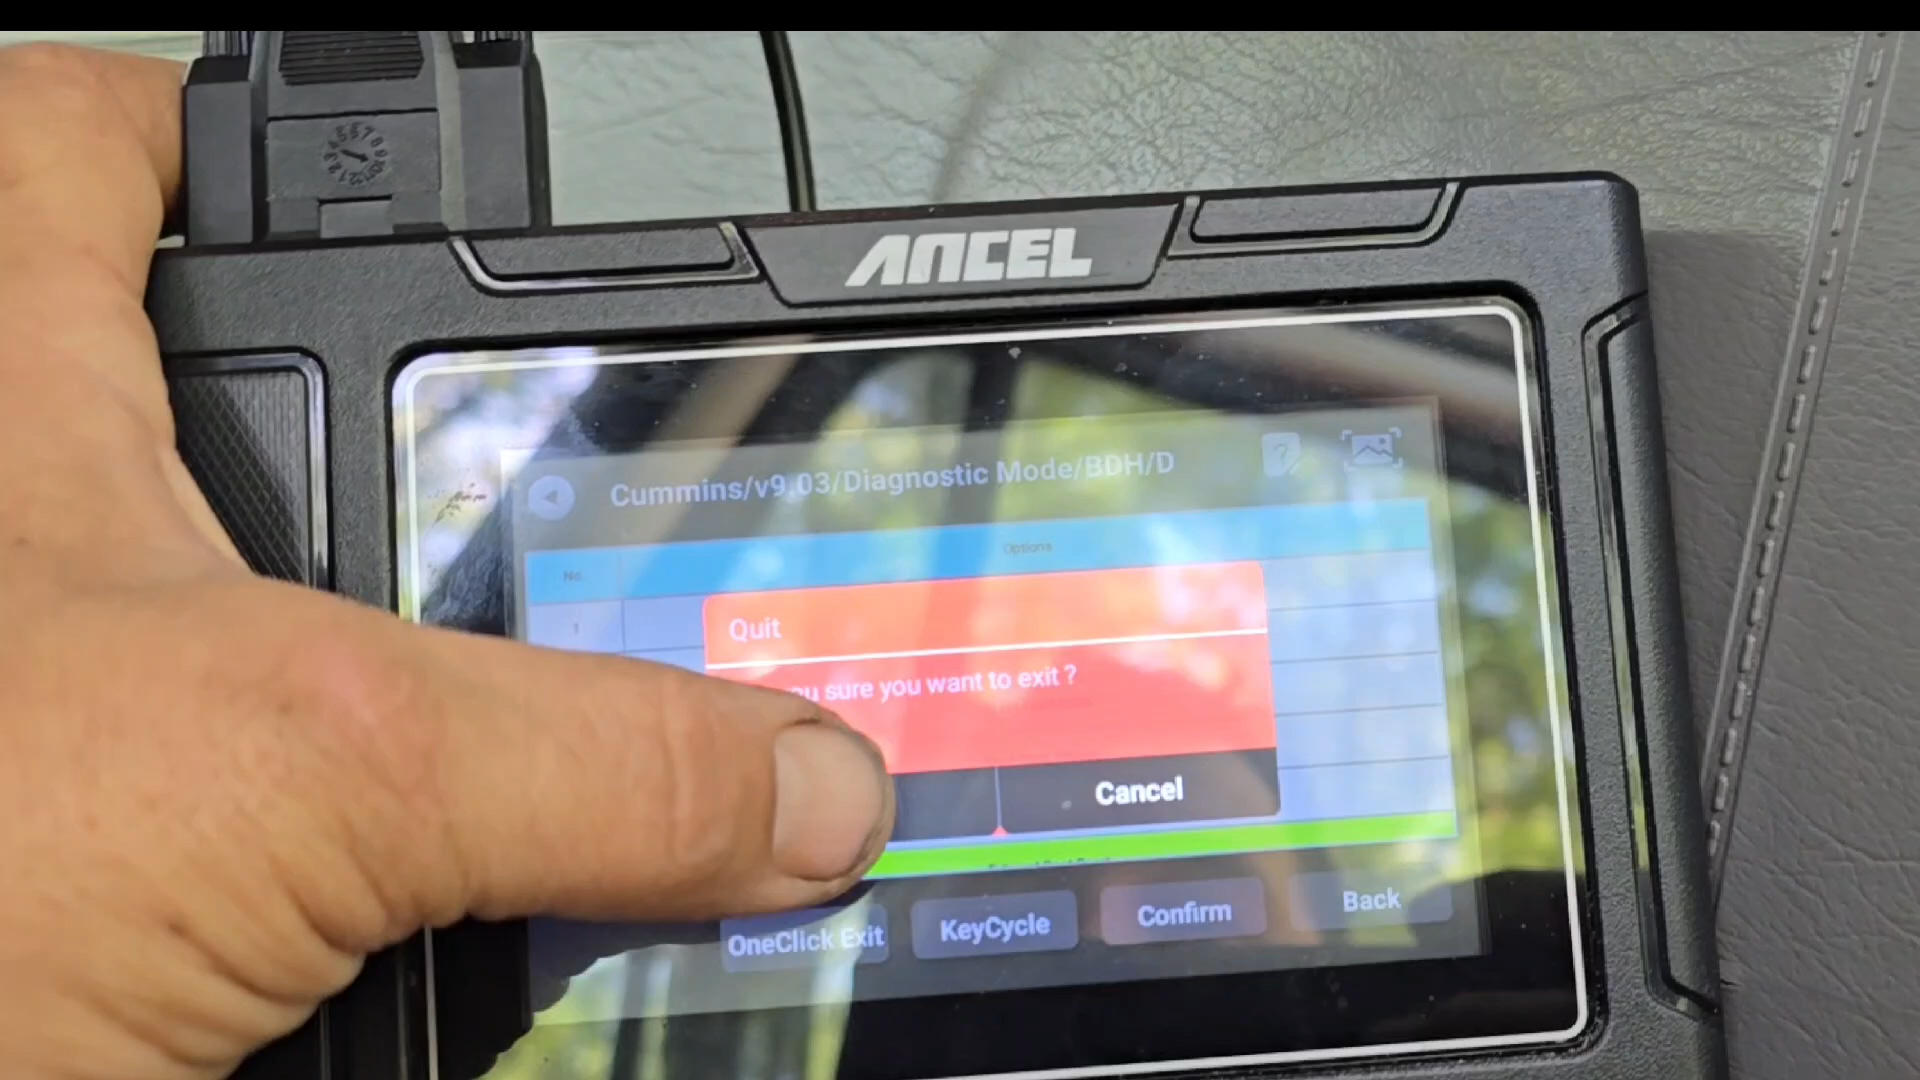 ANCEL
Cummins/v9.03/Diagnostic Mode/BDH/D
?
No.
Options
1
Quit
sure you want to exit ?
Cancel
OneClick Exit
KeyCycle
Confirm
Back